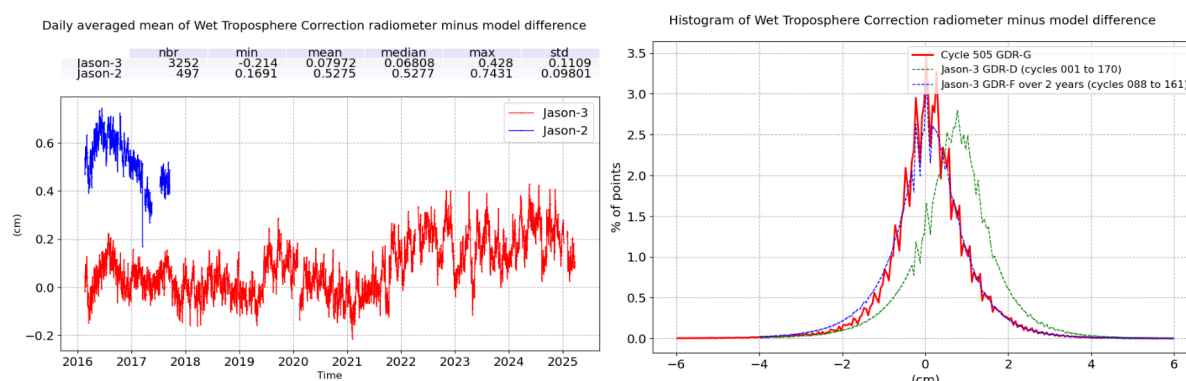 Daily averaged mean of Wet Troposphere Correction radiometer minus model difference
nbr min mean median max std
Jason-3 3252 -0.214 0.07972 0.06808 0.428 0.1109
Jason-2 497 0.1691 0.5275 0.5277 0.7431 0.09801
Jason-3
Jason-2
0.6
0.4
0.2
0.0
−0.2
(cm)
2016 2017 2018 2019 2020 2021 2022 2023 2024 2025
Time
Histogram of Wet Troposphere Correction radiometer minus model difference
Cycle 505 GDR-G
Jason-3 GDR-D (cycles 001 to 170)
Jason-3 GDR-F over 2 years (cycles 088 to 161)
3.5
3.0
2.5
2.0
1.5
1.0
0.5
0.0
% of points
−6 −4 −2 0 2 4 6
(cm)